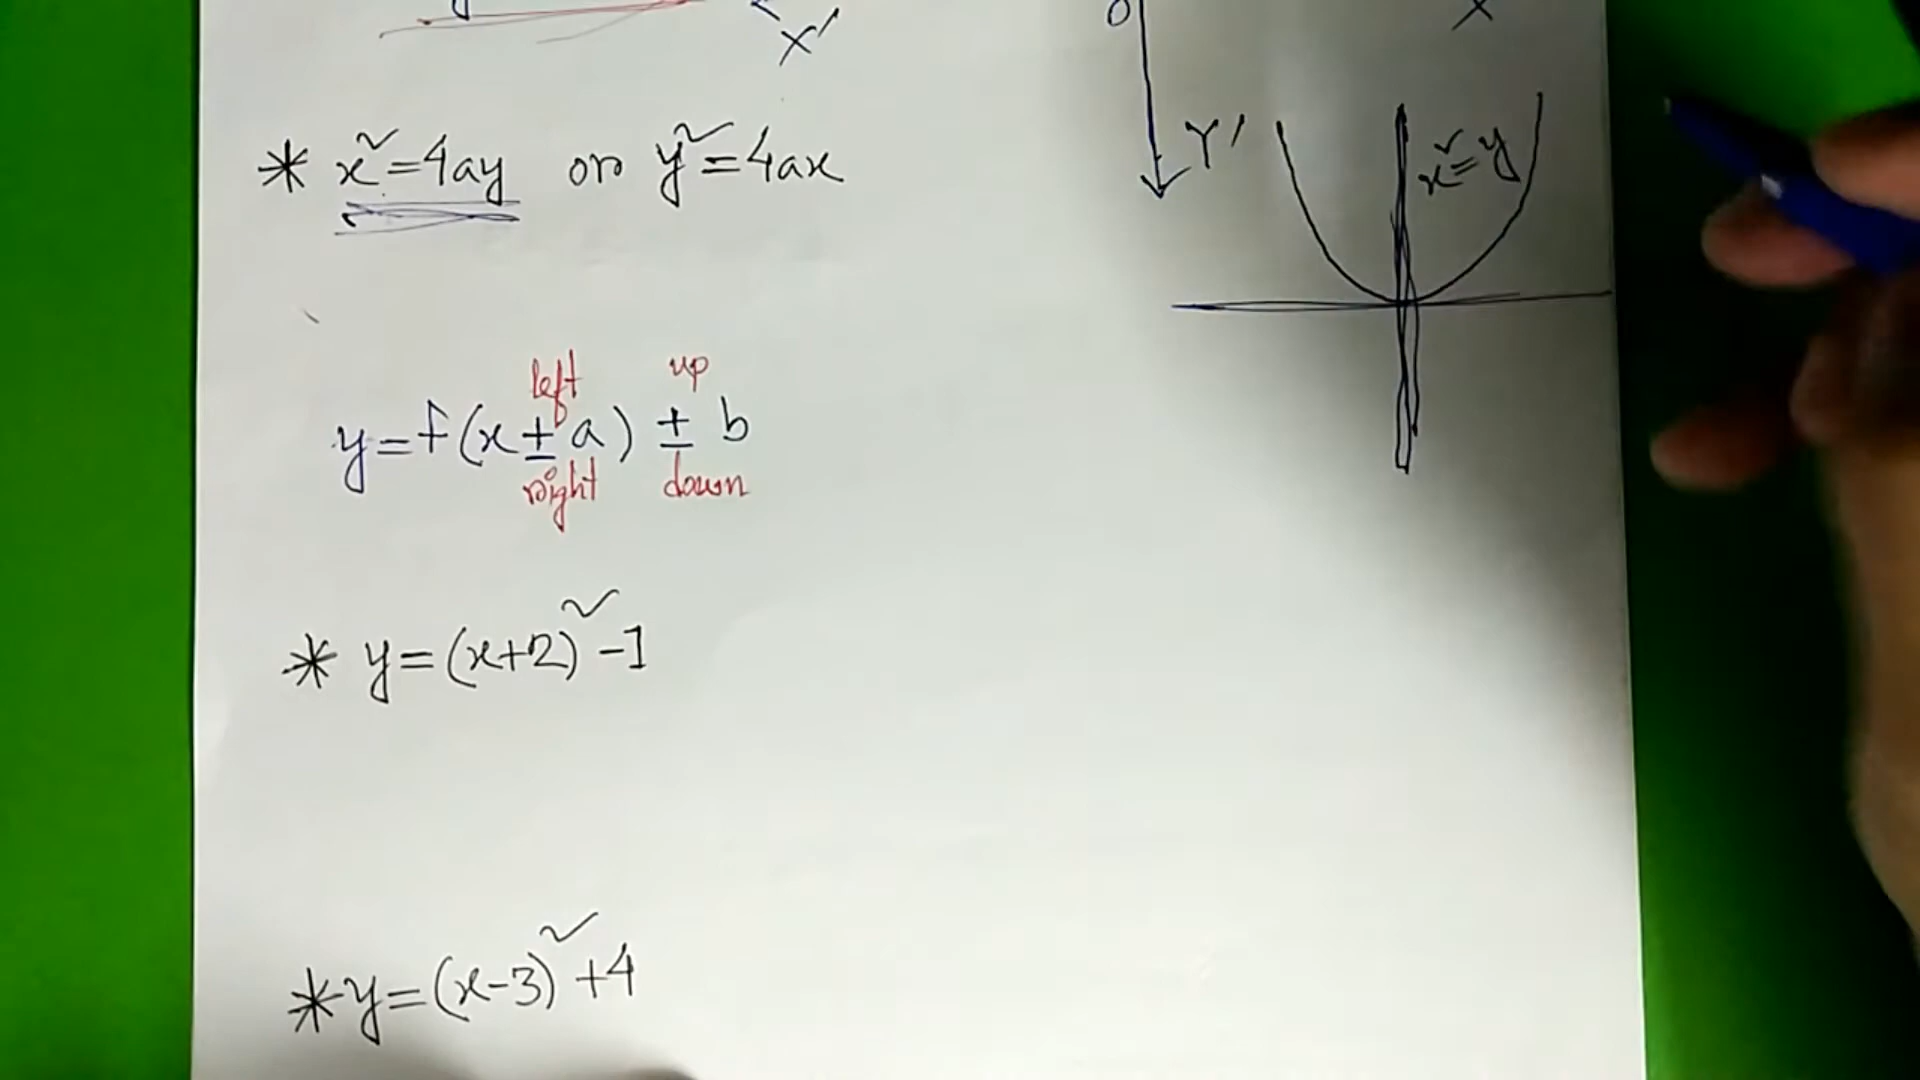 X'
O
X
Y'
* x²=4ay or y²=4ax
x²=y
left up
y=f(x±a)±b
right down
* y=(x+2)²-1
* y=(x-3)²+4